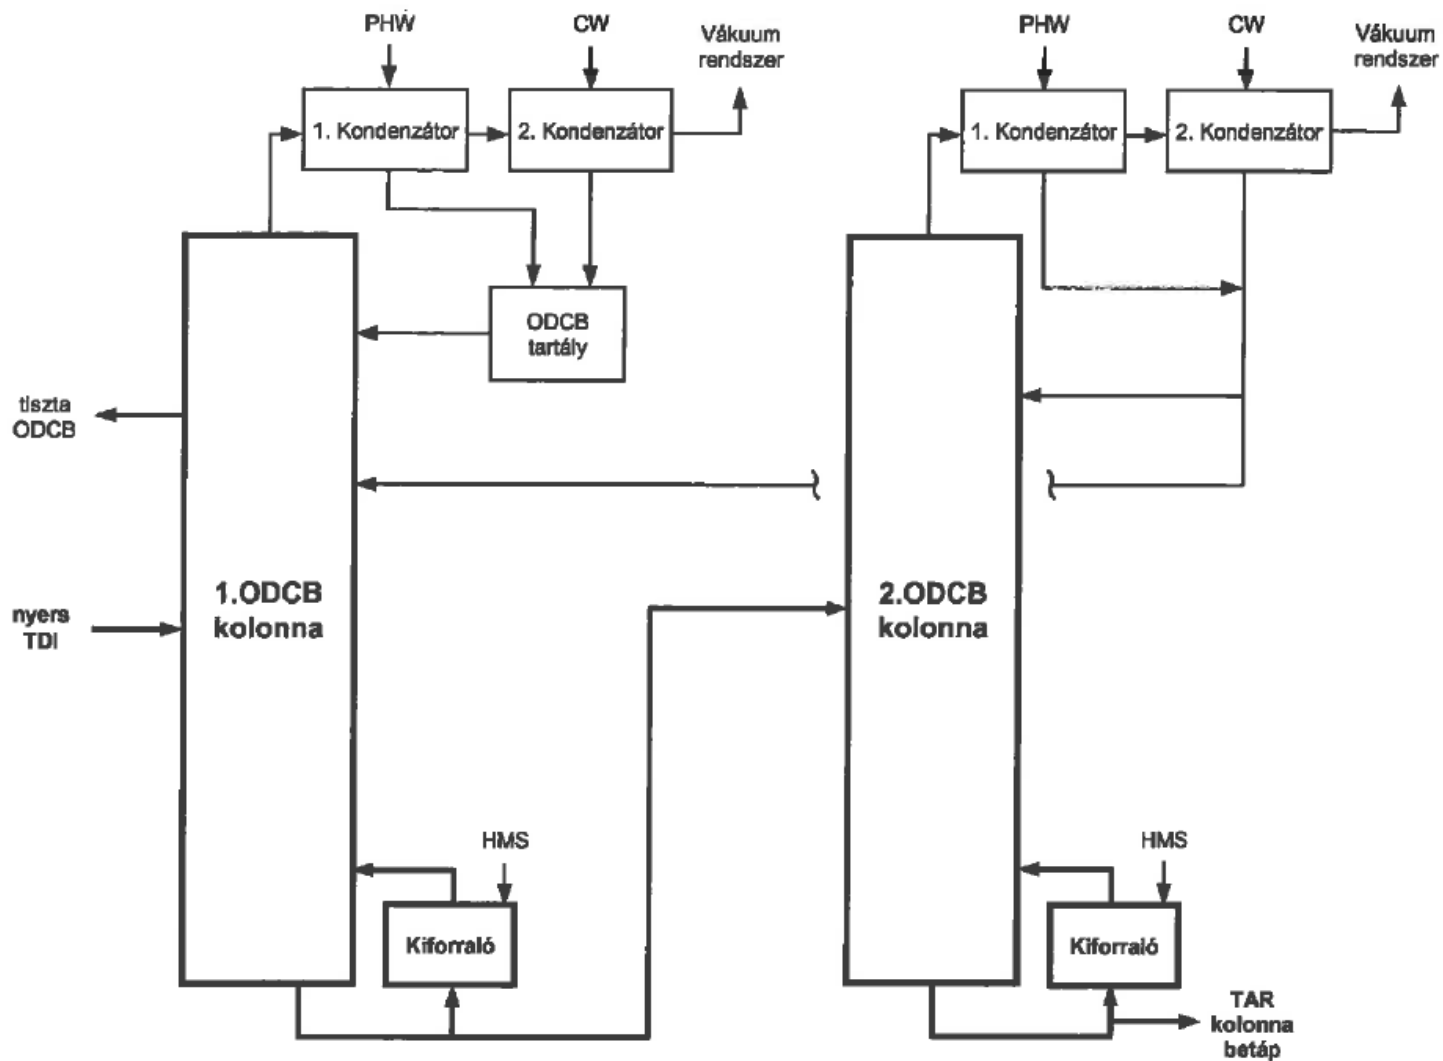 PHW
CW
Vákuum
rendszer
1. Kondenzátor
2. Kondenzátor
ODCB
tartály
tiszta
ODCB
1.ODCB
kolonna
nyers
TDI
HMS
Kiforraló
PHW
CW
Vákuum
rendszer
1. Kondenzátor
2. Kondenzátor
2.ODCB
kolonna
HMS
Kiforraló
TAR
kolonna
betáp